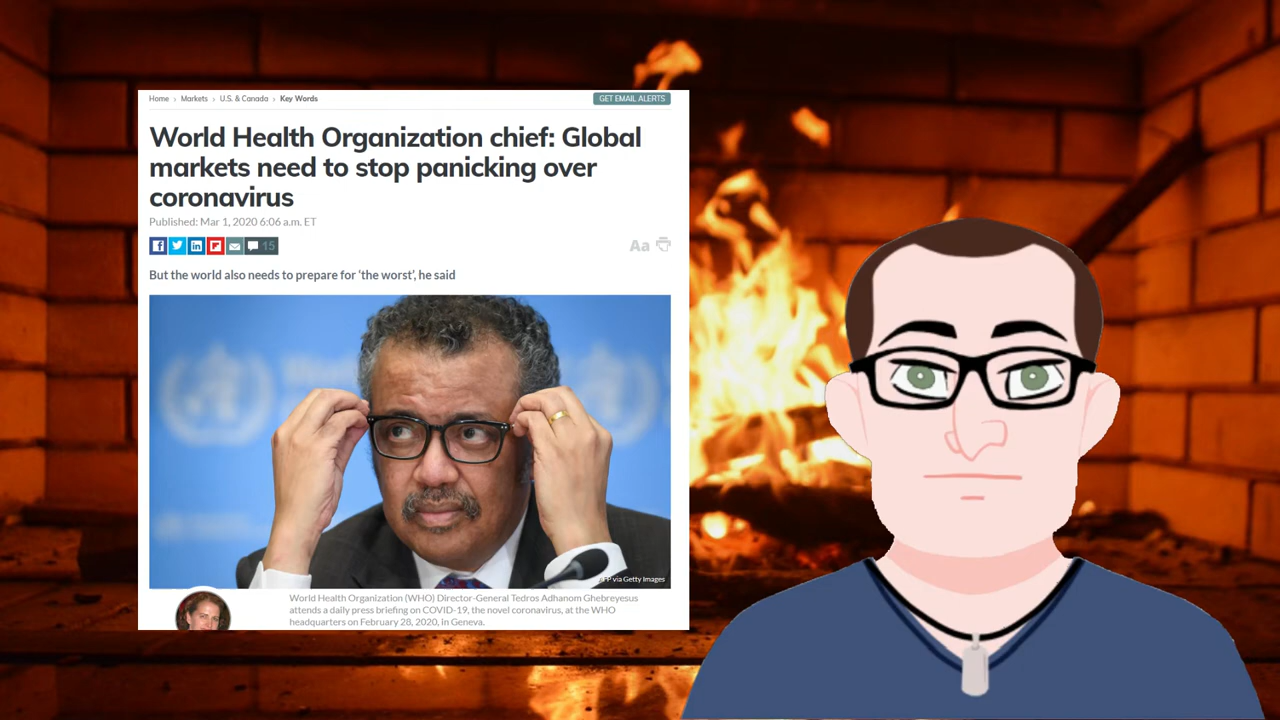 Home › Markets › U.S. & Canada › Key Words
GET EMAIL ALERTS
World Health Organization chief: Global
markets need to stop panicking over
coronavirus
Published: Mar 1, 2020 6:06 a.m. ET
15
Aa
But the world also needs to prepare for ‘the worst’, he said
via Getty Images
World Health Organization (WHO) Director-General Tedros Adhanom Ghebreyesus
attends a daily press briefing on COVID-19, the novel coronavirus, at the WHO
headquarters on February 28, 2020, in Geneva.